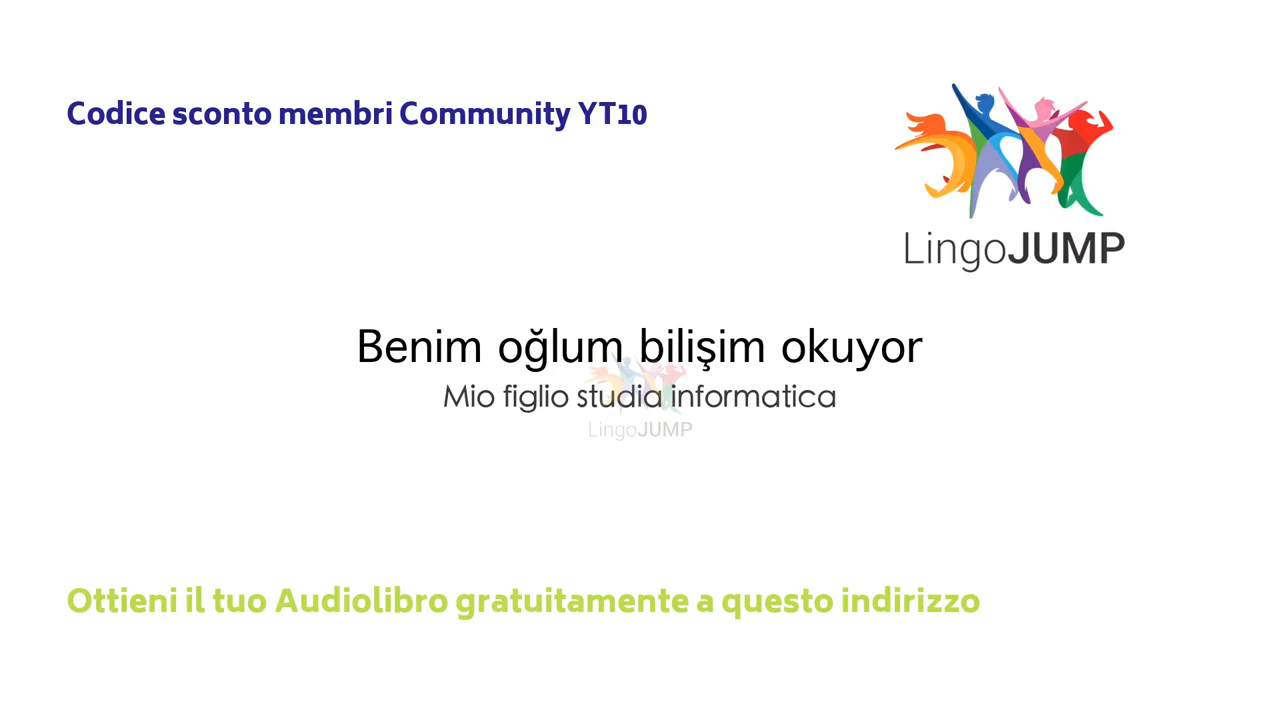 Codice sconto membri Community YT10
LingoJUMP
Benim oğlum bilişim okuyor
Mio figlio studia informatica
LingoJUMP
Ottieni il tuo Audiolibro gratuitamente a questo indirizzo